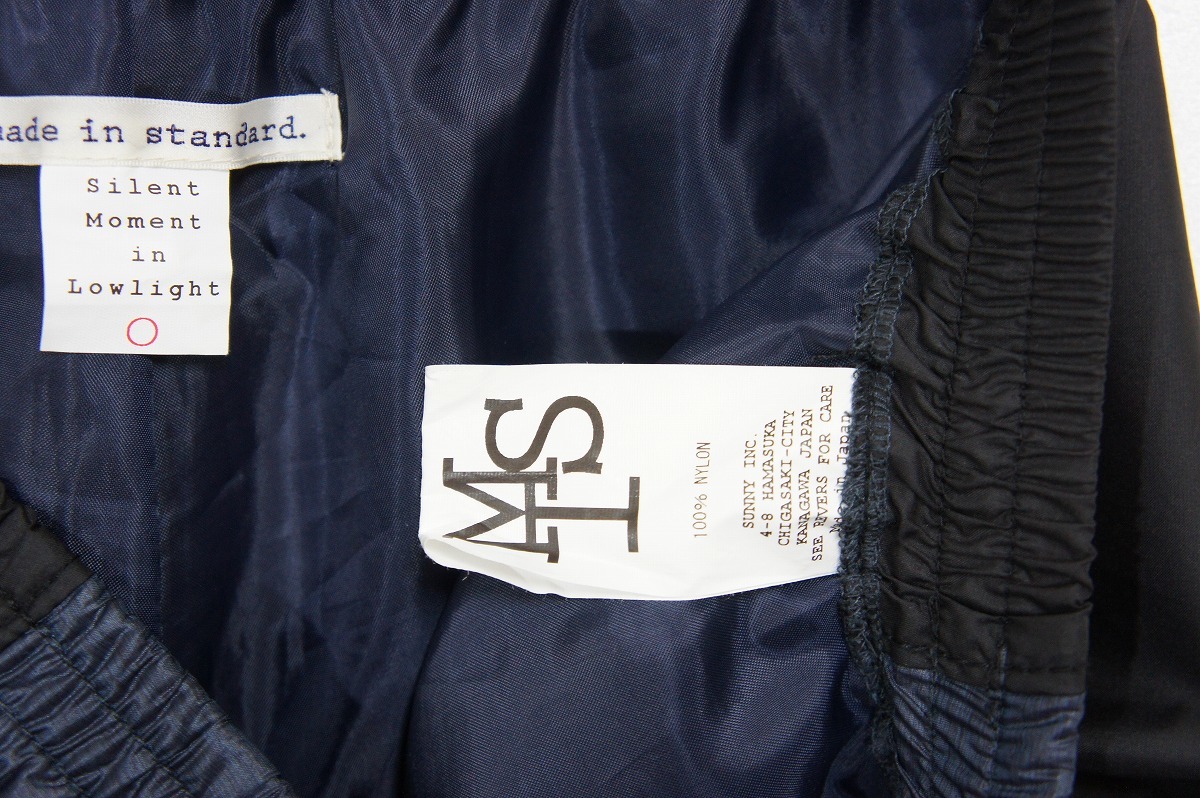 made in standard.
Silent
Moment
in
Lowlight
MIS
100% NYLON
SUNNY INC.
4-8 HAMASUKA
CHIGASAKI-CITY
KANAGAWA JAPAN
SEE REVERS FOR CARE
Made in Japan